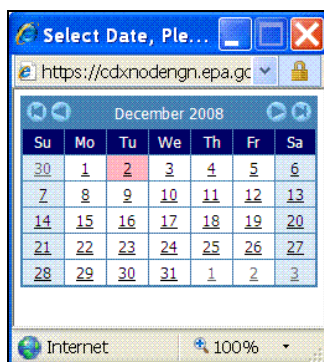 Select Date, Ple...
https://cdxnodengn.epa.gc
December 2008
Su Mo Tu We Th Fr Sa
30 1 2 3 4 5 6
7 8 9 10 11 12 13
14 15 16 17 18 19 20
21 22 23 24 25 26 27
28 29 30 31 1 2 3
Internet 100%